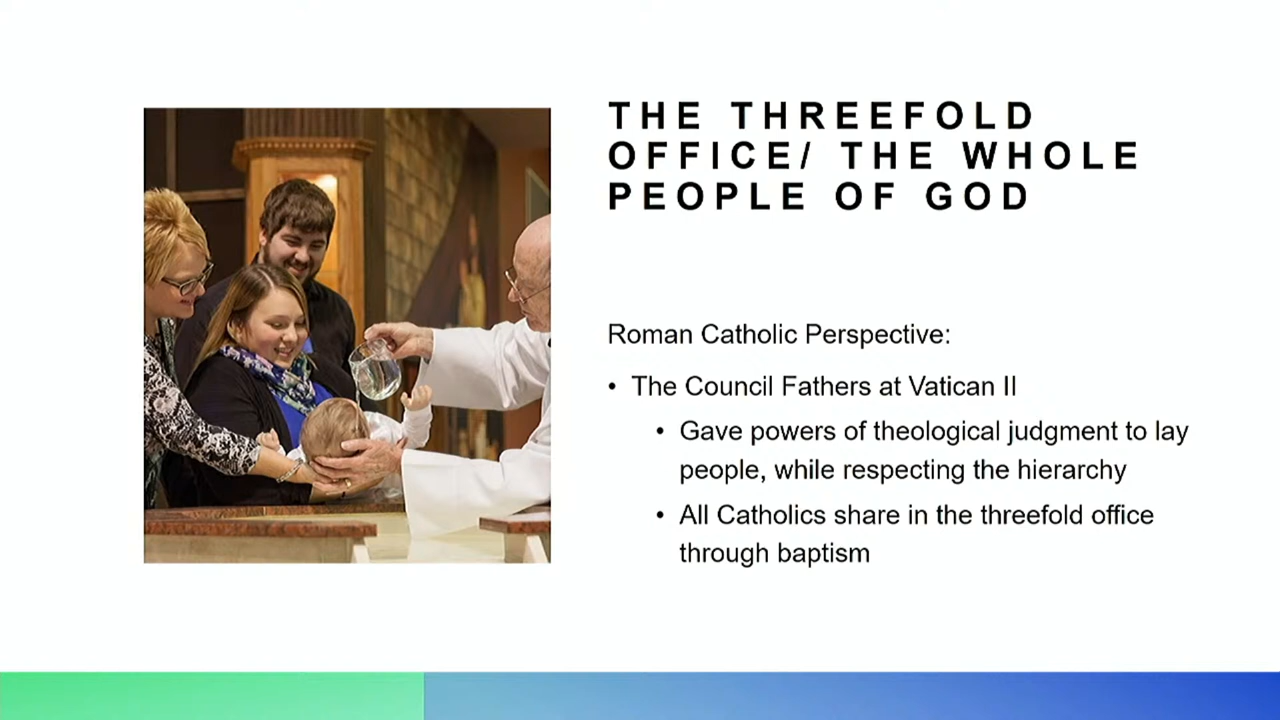 THE THREEFOLD
OFFICE/ THE WHOLE
PEOPLE OF GOD
Roman Catholic Perspective:
• The Council Fathers at Vatican II
• Gave powers of theological judgment to lay
people, while respecting the hierarchy
• All Catholics share in the threefold office
through baptism